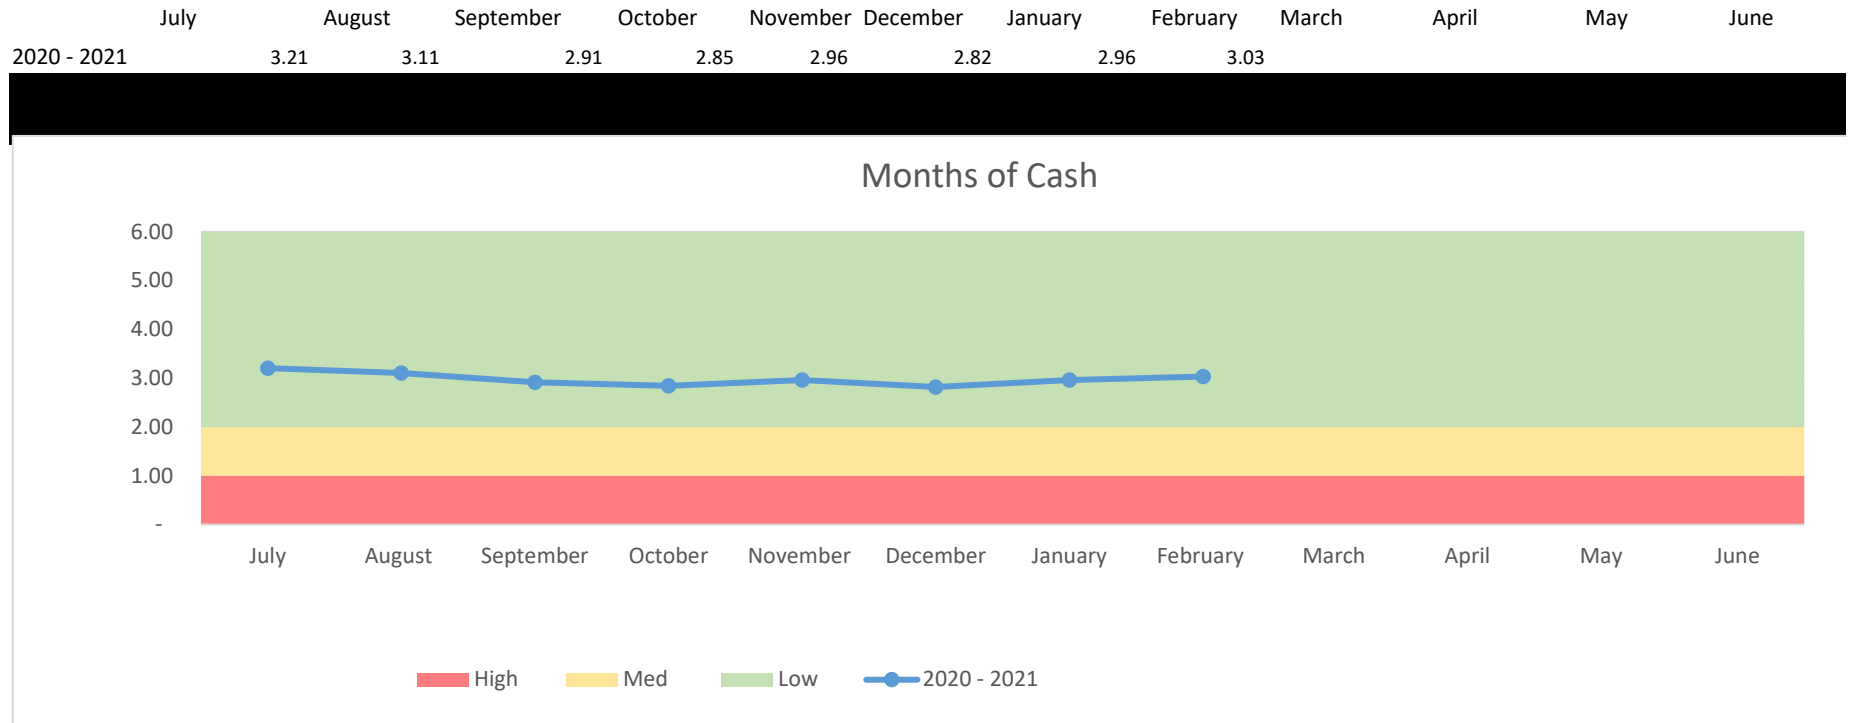 July August September October November December January February March April May June
2020 - 2021 3.21 3.11 2.91 2.85 2.96 2.82 2.96 3.03
Months of Cash
6.00
5.00
4.00
3.00
2.00
1.00
-
July August September October November December January February March April May June
High Med Low 2020 - 2021